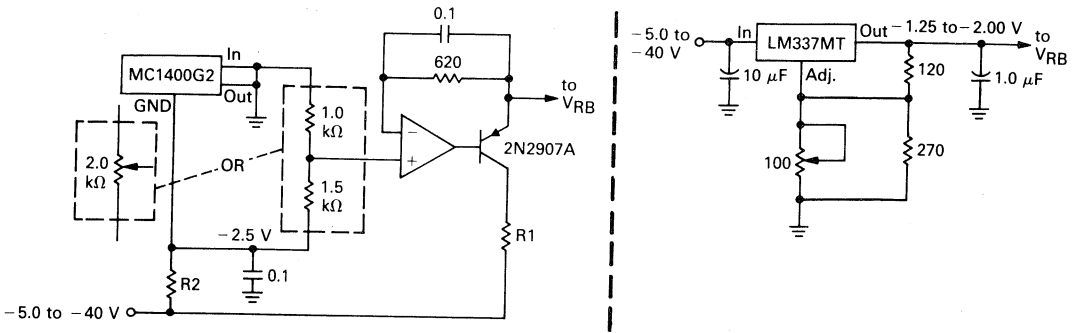 0.1
620
In
MC1400G2
Out
GND
1.0
kΩ
to
VRB
−
+
2N2907A
2.0
kΩ
OR
1.5
kΩ
−2.5 V
R1
R2
0.1
−5.0 to −40 V
−5.0 to
−40 V
In
LM337MT
Out
−1.25 to −2.00 V
to
VRB
10 μF
Adj.
120
1.0 μF
100
270